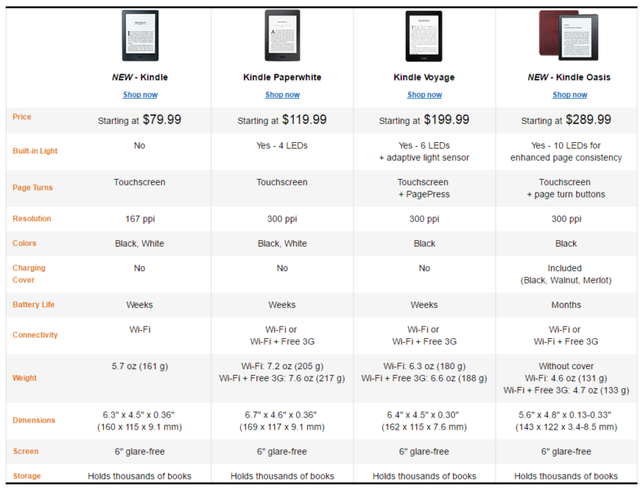 NEW - Kindle Kindle Paperwhite Kindle Voyage NEW - Kindle Oasis
Shop now Shop now Shop now Shop now
Price Starting at $79.99 Starting at $119.99 Starting at $199.99 Starting at $289.99
Built-in Light No Yes - 4 LEDs Yes - 6 LEDs Yes - 10 LEDs for
+ adaptive light sensor enhanced page consistency
Page Turns Touchscreen Touchscreen Touchscreen Touchscreen
+ PagePress + page turn buttons
Resolution 167 ppi 300 ppi 300 ppi 300 ppi
Colors Black, White Black, White Black Black
Charging No No No Included
Cover (Black, Walnut, Merlot)
Battery Life Weeks Weeks Weeks Months
Connectivity Wi-Fi Wi-Fi or Wi-Fi or Wi-Fi or
Wi-Fi + Free 3G Wi-Fi + Free 3G Wi-Fi + Free 3G
Weight 5.7 oz (161 g) Wi-Fi: 7.2 oz (205 g) Wi-Fi: 6.3 oz (180 g) Without cover
Wi-Fi + Free 3G: 7.6 oz (217 g) Wi-Fi + Free 3G: 6.6 oz (188 g) Wi-Fi: 4.6 oz (131 g)
Wi-Fi + Free 3G: 4.7 oz (133 g)
Dimensions 6.3" x 4.5" x 0.36" 6.7" x 4.6" x 0.36" 6.4" x 4.5" x 0.30" 5.6" x 4.8" x 0.13-0.33"
(160 x 115 x 9.1 mm) (169 x 117 x 9.1 mm) (162 x 115 x 7.6 mm) (143 x 122 x 3.4-8.5 mm)
Screen 6" glare-free 6" glare-free 6" glare-free 6" glare-free
Storage Holds thousands of books Holds thousands of books Holds thousands of books Holds thousands of books